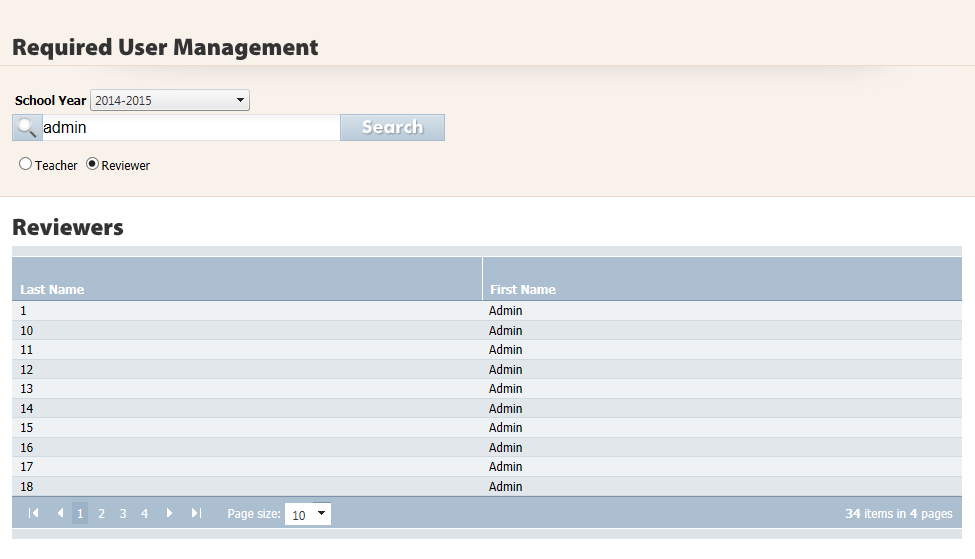 Required User Management
School Year 2014-2015
admin Search
Teacher Reviewer
Reviewers
Last Name First Name
1 Admin
10 Admin
11 Admin
12 Admin
13 Admin
14 Admin
15 Admin
16 Admin
17 Admin
18 Admin
1 2 3 4 Page size: 10 34 items in 4 pages